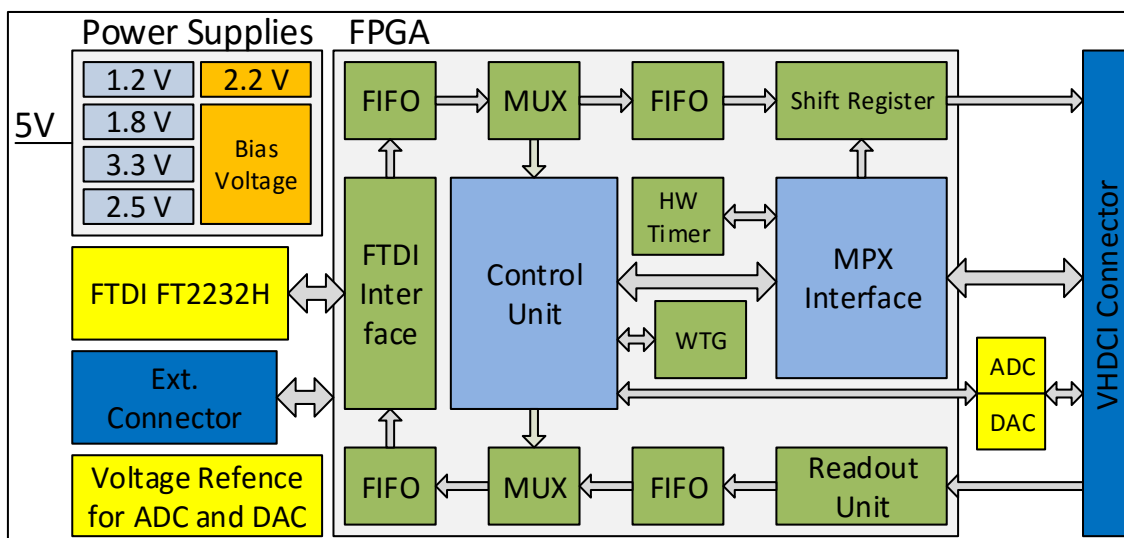 Power Supplies
FPGA
5V
1.2 V
2.2 V
1.8 V
3.3 V
2.5 V
Bias
Voltage
FTDI FT2232H
Ext.
Connector
Voltage Refence
for ADC and DAC
FIFO
MUX
FIFO
Shift Register
FTDI
Inter
face
Control
Unit
HW
Timer
WTG
MPX
Interface
ADC
DAC
FIFO
MUX
FIFO
Readout
Unit
VHDCI Connector